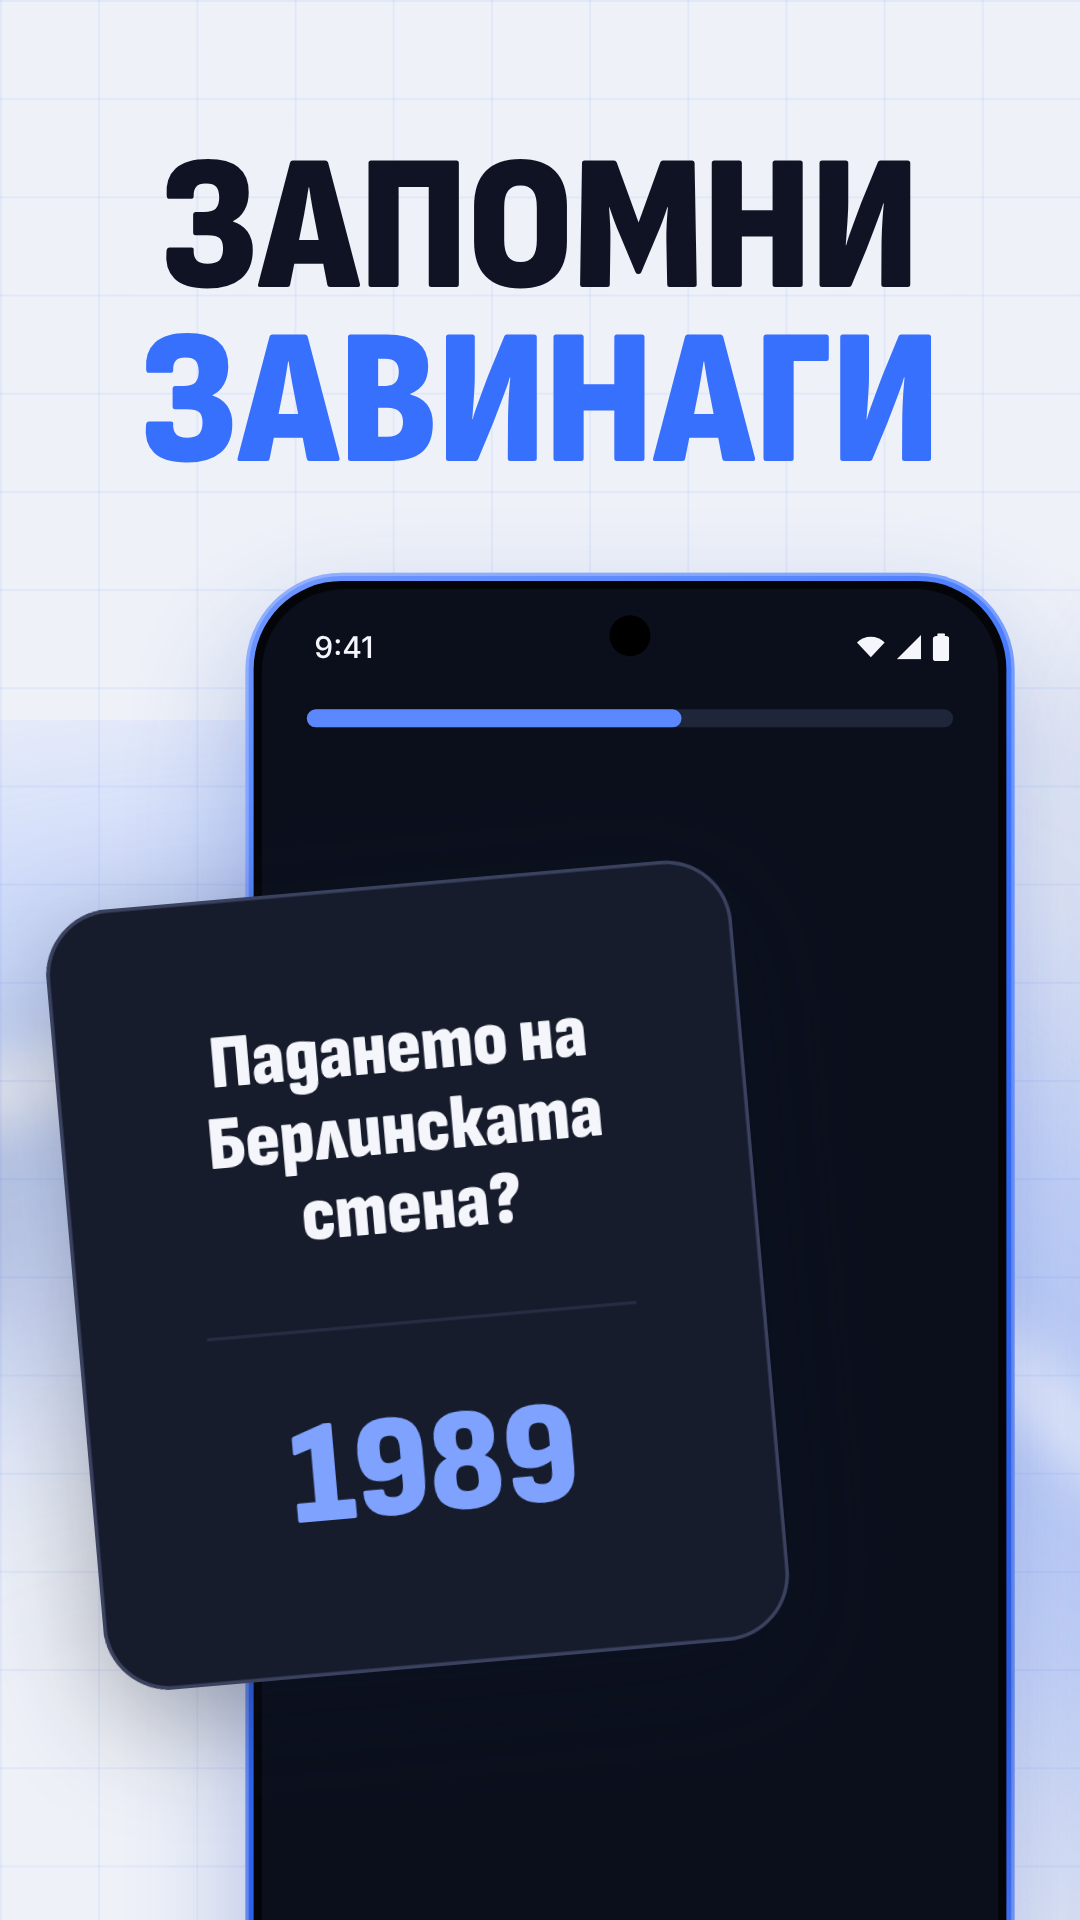 ЗАПОМНИ
ЗАВИНАГИ
9:41
Падането на
Берлинската
стена?
1989